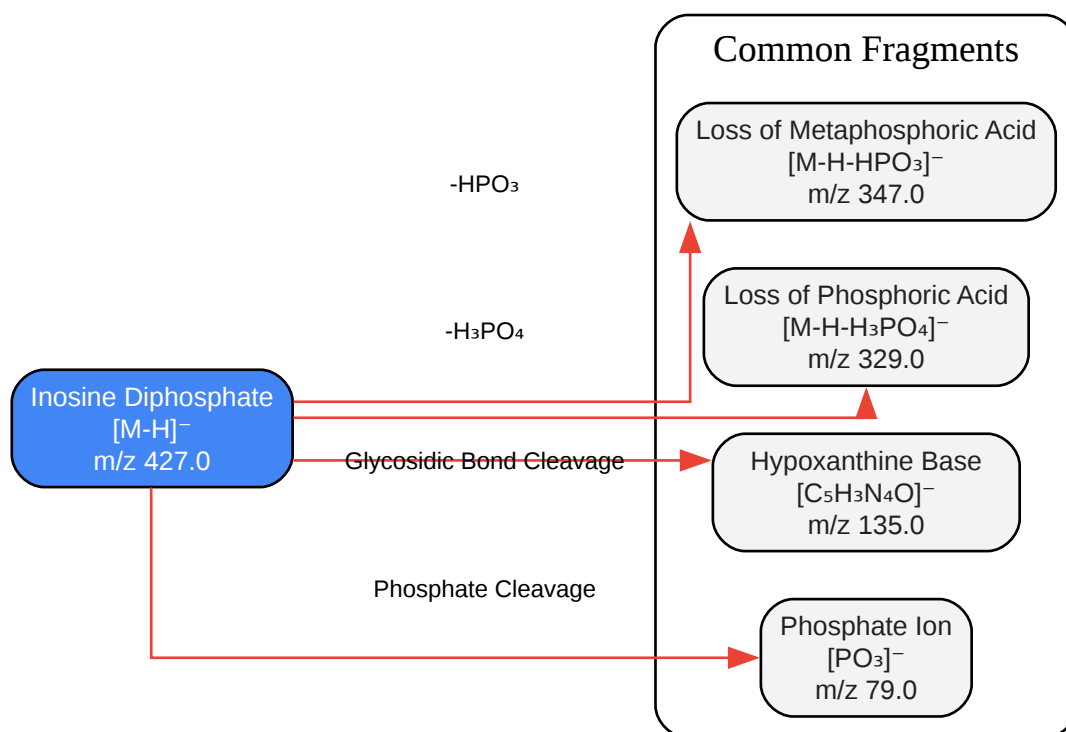 Common Fragments
Loss of Metaphosphoric Acid
[M-H-HPO₃]⁻
m/z 347.0
-HPO₃
Loss of Phosphoric Acid
[M-H-H₃PO₄]⁻
m/z 329.0
-H₃PO₄
Inosine Diphosphate
[M-H]⁻
m/z 427.0
Glycosidic Bond Cleavage
Hypoxanthine Base
[C₅H₃N₄O]⁻
m/z 135.0
Phosphate Cleavage
Phosphate Ion
[PO₃]⁻
m/z 79.0